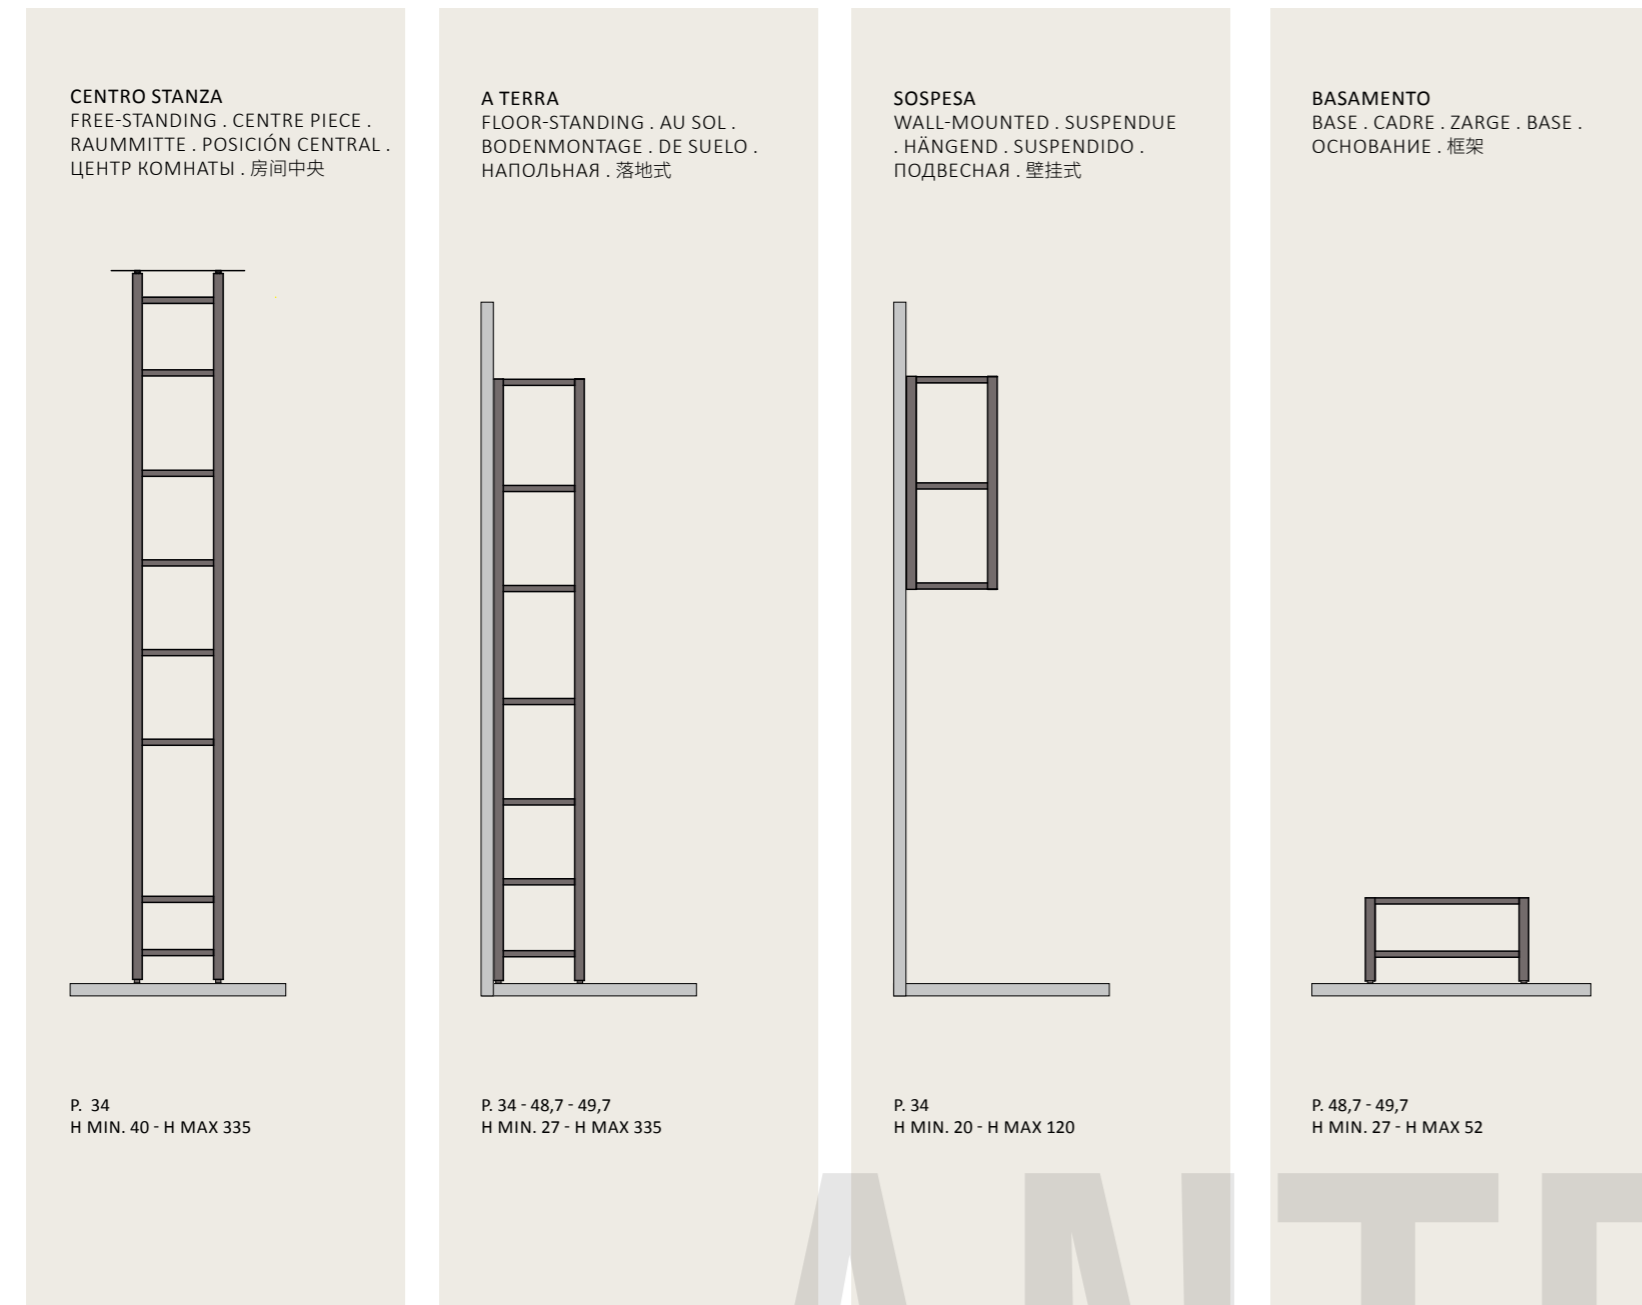 CENTRO STANZA
FREE-STANDING . CENTRE PIECE .
RAUMMITTE . POSICIÓN CENTRAL .
ЦЕНТР КОМНАТЫ . 房间中央
P. 34
H MIN. 40 - H MAX 335
A TERRA
FLOOR-STANDING . AU SOL .
BODENMONTAGE . DE SUELO .
НАПОЛЬНАЯ . 落地式
P. 34 - 48,7 - 49,7
H MIN. 27 - H MAX 335
SOSPESA
WALL-MOUNTED . SUSPENDUE
. HÄNGEND . SUSPENDIDO .
ПОДВЕСНАЯ . 壁挂式
P. 34
H MIN. 20 - H MAX 120
BASAMENTO
BASE . CADRE . ZARGE . BASE .
ОСНОВАНИЕ . 框架
P. 48,7 - 49,7
H MIN. 27 - H MAX 52